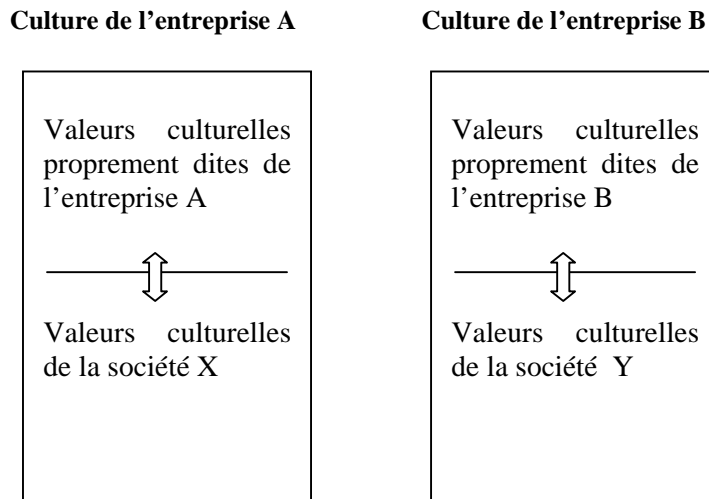 Culture de l’entreprise A
Culture de l’entreprise B
Valeurs culturelles
proprement dites de
l’entreprise A
Valeurs culturelles
de la société X
Valeurs culturelles
proprement dites de
l’entreprise B
Valeurs culturelles
de la société Y